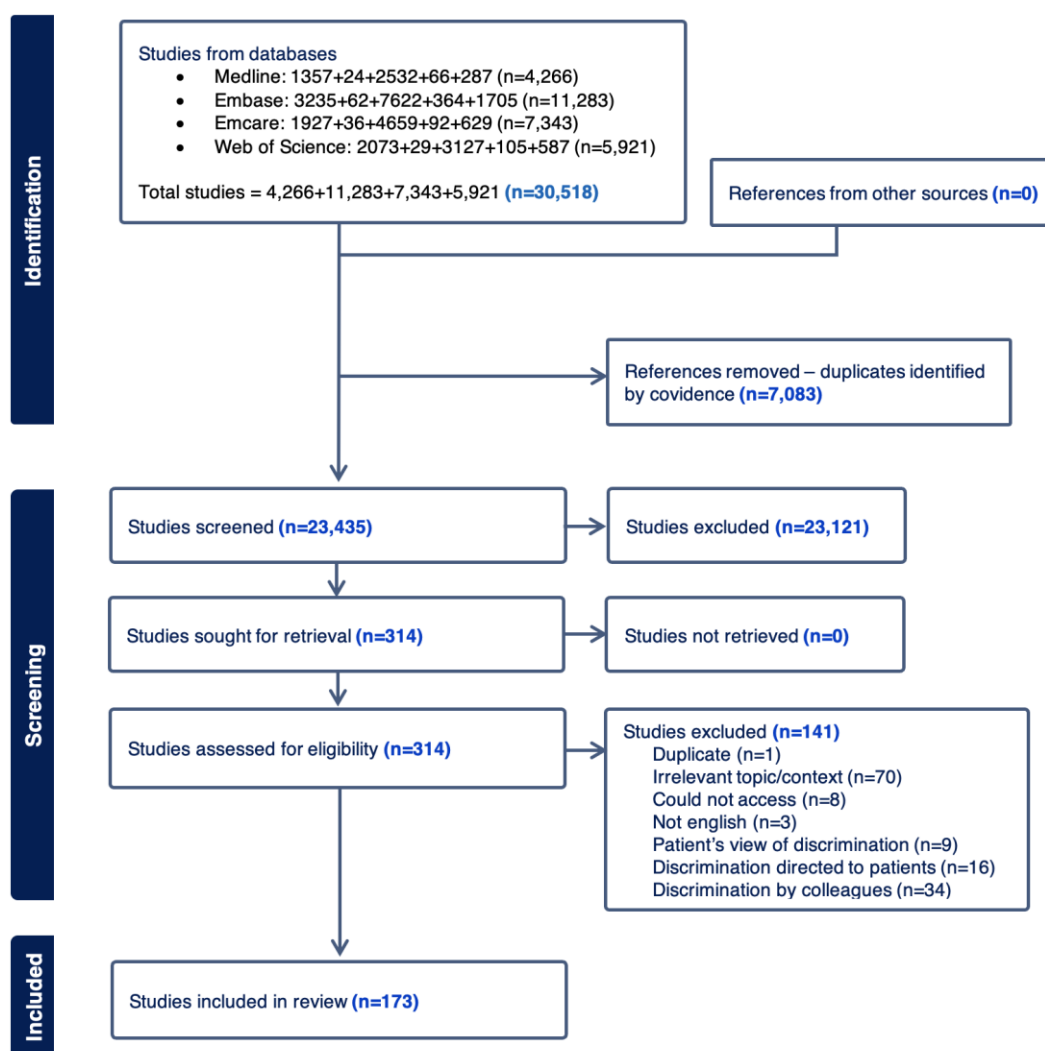 Identification
Studies from databases
• Medline: 1357+24+2532+66+287 (n=4,266)
• Embase: 3235+62+7622+364+1705 (n=11,283)
• Emcare: 1927+36+4659+92+629 (n=7,343)
• Web of Science: 2073+29+3127+105+587 (n=5,921)
Total studies = 4,266+11,283+7,343+5,921 (n=30,518)
References from other sources (n=0)
References removed – duplicates identified
by covidence (n=7,083)
Screening
Studies screened (n=23,435)
Studies excluded (n=23,121)
Studies sought for retrieval (n=314)
Studies not retrieved (n=0)
Studies assessed for eligibility (n=314)
Studies excluded (n=141)
Duplicate (n=1)
Irrelevant topic/context (n=70)
Could not access (n=8)
Not english (n=3)
Patient's view of discrimination (n=9)
Discrimination directed to patients (n=16)
Discrimination by colleagues (n=34)
Included
Studies included in review (n=173)